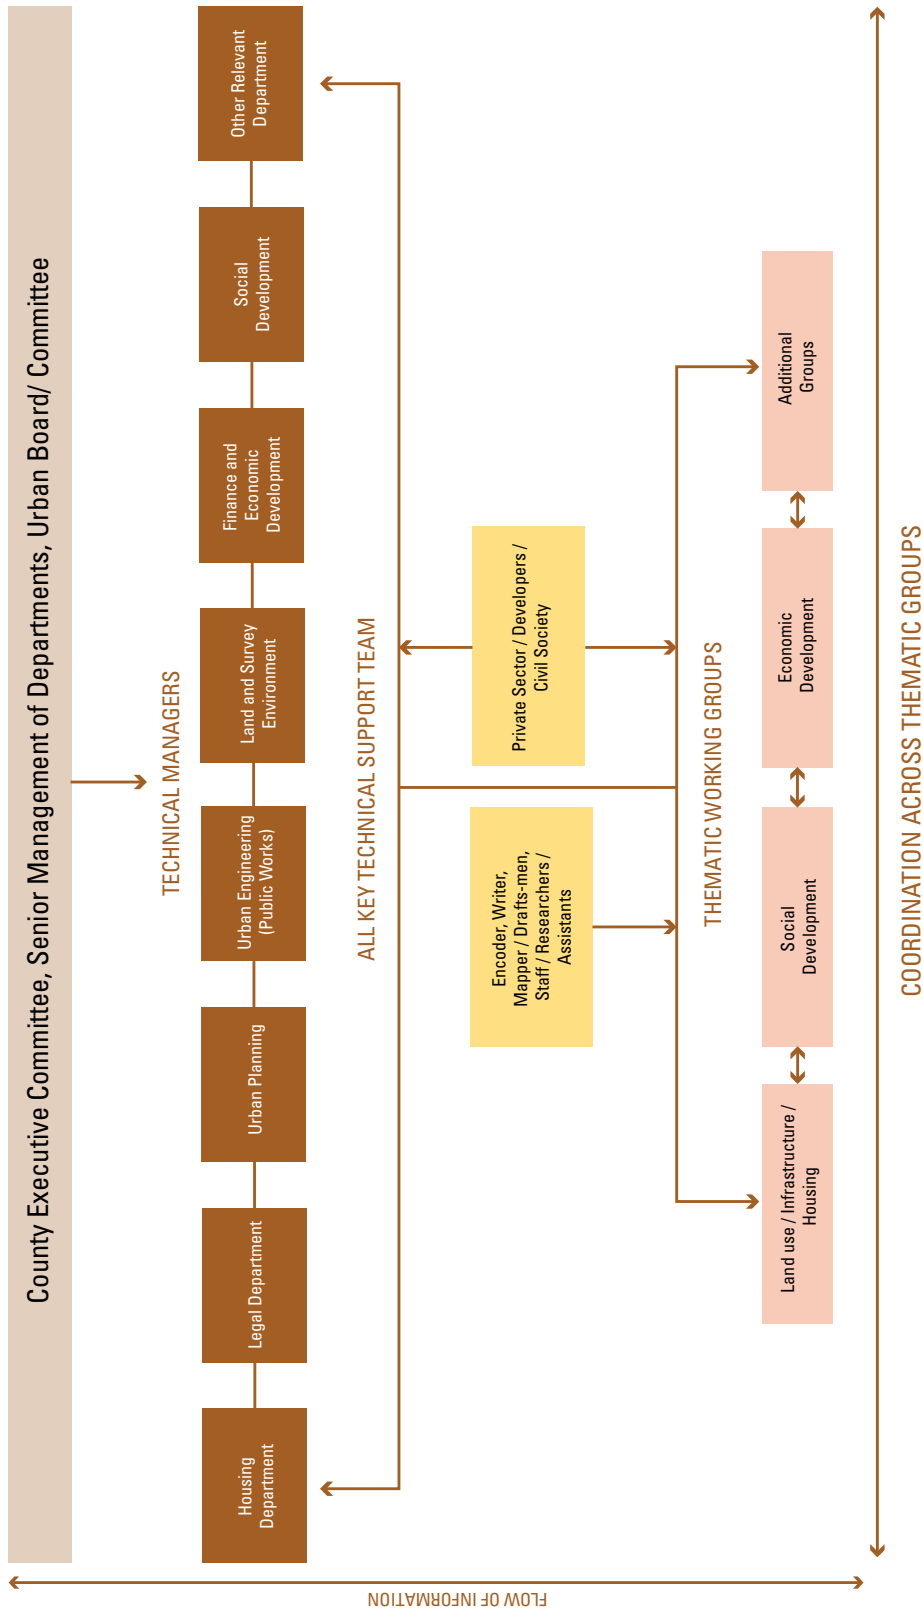 County Executive Committee, Senior Management of Departments, Urban Board/ Committee
TECHNICAL MANAGERS
Housing
Department
Legal Department
Urban Planning
Urban Engineering
(Public Works)
Land and Survey
Environment
Finance and
Economic
Development
Social
Development
Other Relevant
Department
ALL KEY TECHNICAL SUPPORT TEAM
Encoder, Writer,
Mapper / Drafts-men,
Staff / Researchers /
Assistants
Private Sector / Developers /
Civil Society
THEMATIC WORKING GROUPS
Land use / Infrastructure /
Housing
Social
Development
Economic
Development
Additional
Groups
COORDINATION ACROSS THEMATIC GROUPS
FLOW OF INFORMATION